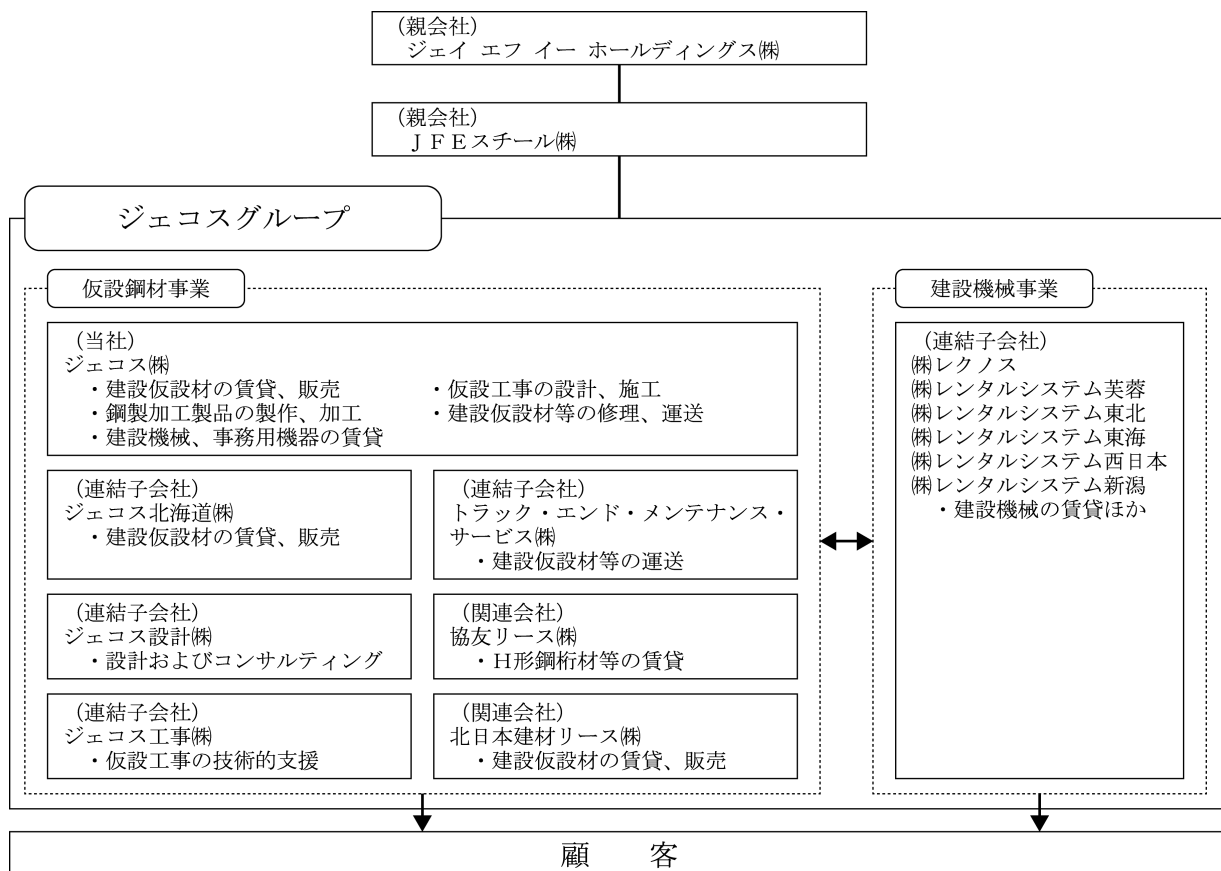 （親会社）
ジェイ エフ イー ホールディングス㈱
（親会社）
ＪＦＥスチール㈱
ジェコスグループ
仮設鋼材事業
（当社）
ジェコス㈱
・建設仮設材の賃貸、販売 ・仮設工事の設計、施工
・鋼製加工製品の製作、加工 ・建設仮設材等の修理、運送
・建設機械、事務用機器の賃貸
（連結子会社）
ジェコス北海道㈱
・建設仮設材の賃貸、販売
（連結子会社）
トラック・エンド・メンテナンス・
サービス㈱
・建設仮設材等の運送
（連結子会社）
ジェコス設計㈱
・設計およびコンサルティング
（関連会社）
協友リース㈱
・Ｈ形鋼桁材等の賃貸
（連結子会社）
ジェコス工事㈱
・仮設工事の技術的支援
（関連会社）
北日本建材リース㈱
・建設仮設材の賃貸、販売
建設機械事業
（連結子会社）
㈱レクノス
㈱レンタルシステム芙蓉
㈱レンタルシステム東北
㈱レンタルシステム東海
㈱レンタルシステム西日本
㈱レンタルシステム新潟
・建設機械の賃貸ほか
顧　客